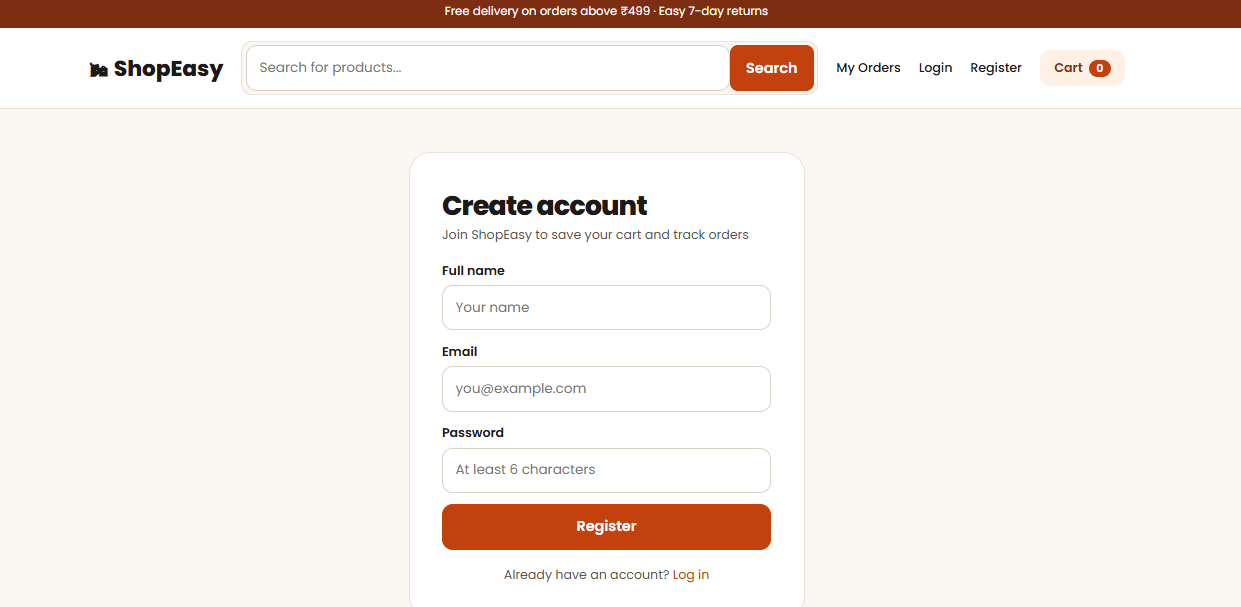 Free delivery on orders above ₹499 · Easy 7-day returns
ShopEasy
Search for products...
Search
My Orders
Login
Register
Cart 0
Create account
Join ShopEasy to save your cart and track orders
Full name
Your name
Email
you@example.com
Password
At least 6 characters
Register
Already have an account? Log in